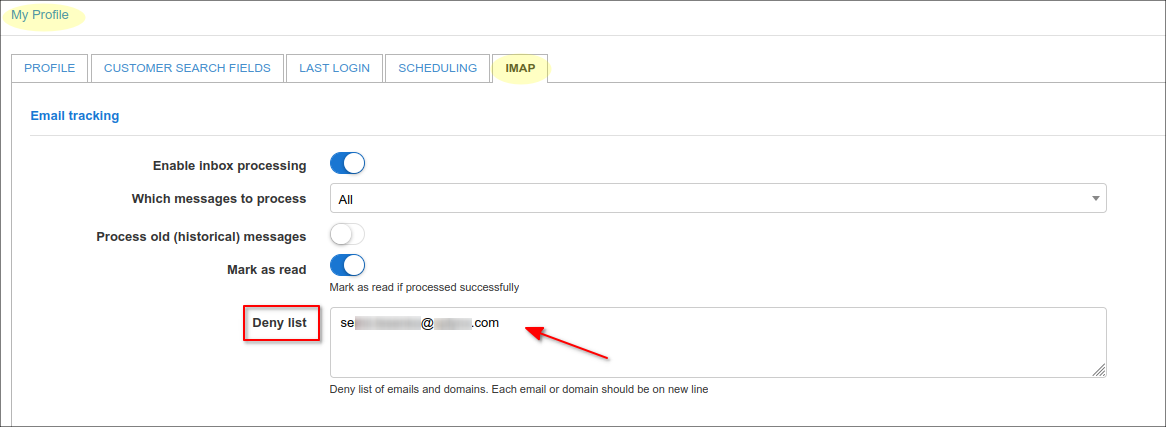 My Profile
PROFILE CUSTOMER SEARCH FIELDS LAST LOGIN SCHEDULING IMAP
Email tracking
Enable inbox processing
Which messages to process All
Process old (historical) messages
Mark as read
Mark as read if processed successfully
Deny list se @ .com
Deny list of emails and domains. Each email or domain should be on new line